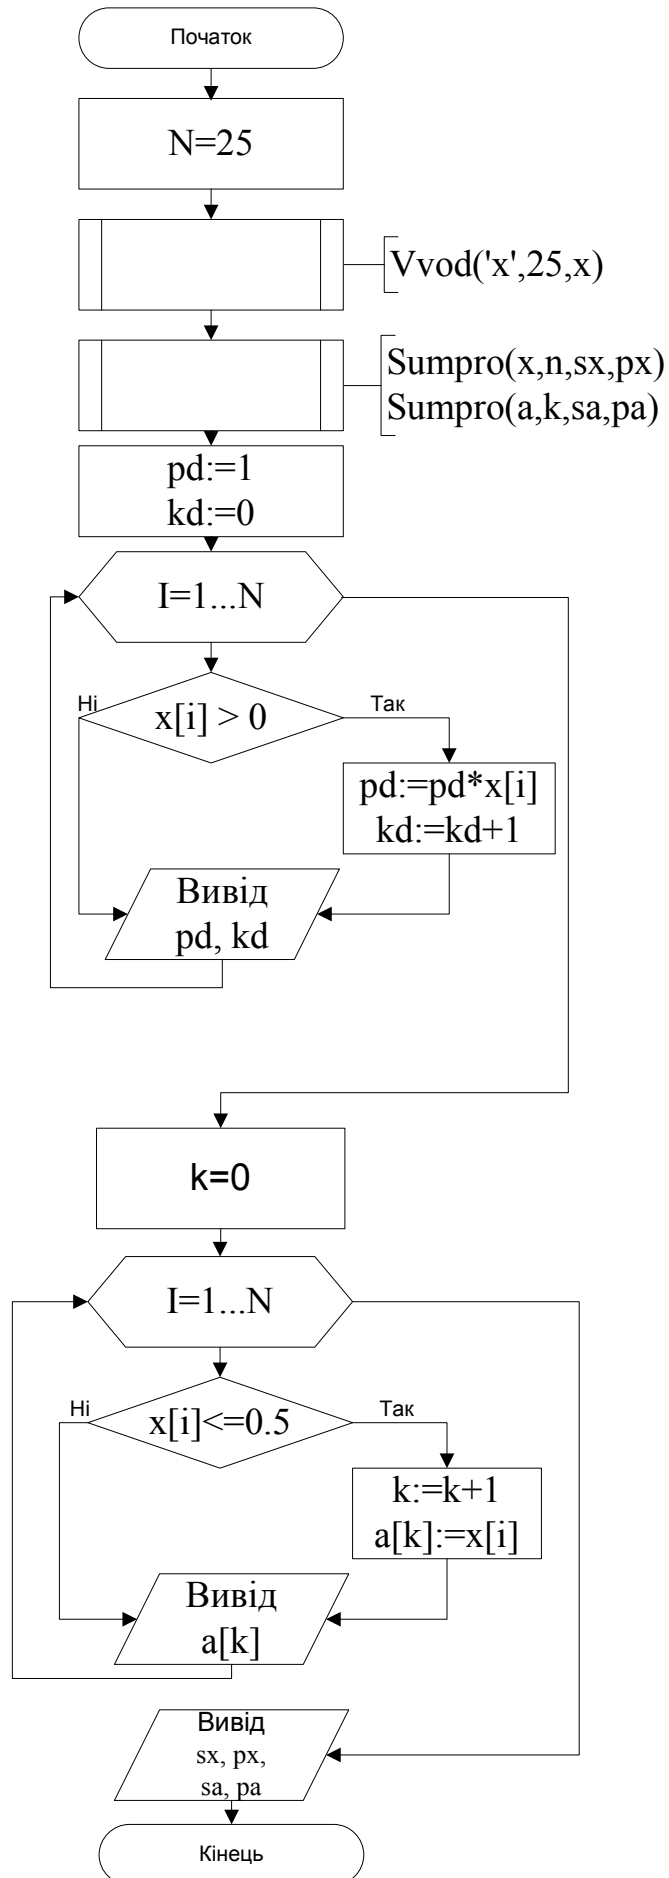 Початок
N=25
Vvod('x',25,x)
Sumpro(x,n,sx,px)
Sumpro(a,k,sa,pa)
pd:=1
kd:=0
I=1...N
Ні
x[i] > 0
Так
pd:=pd*x[i]
kd:=kd+1
Вивід
pd, kd
k=0
I=1...N
Ні
x[i]<=0.5
Так
k:=k+1
a[k]:=x[i]
Вивід
a[k]
Вивід
sx, px,
sa, pa
Кінець